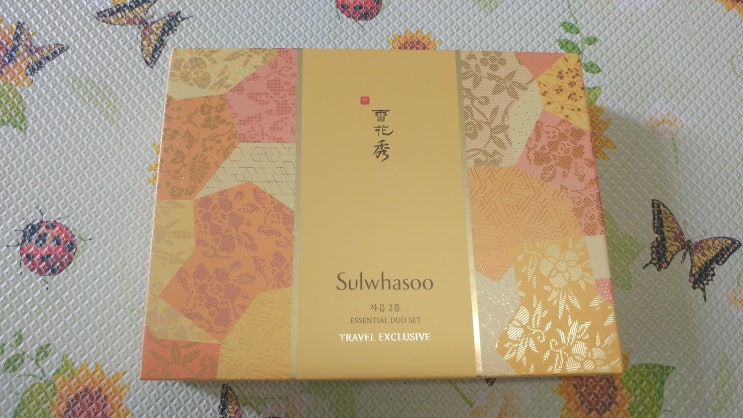 雪花秀
Sulwhasoo
자음 2종
ESSENTIAL DUO SET
TRAVEL EXCLUSIVE